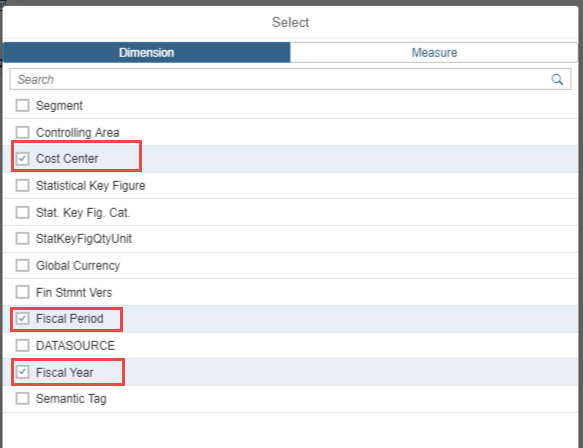 Select
Dimension Measure
Search
Segment
Controlling Area
Cost Center
Statistical Key Figure
Stat. Key Fig. Cat.
StatKeyFigQtyUnit
Global Currency
Fin Stmnt Vers
Fiscal Period
DATASOURCE
Fiscal Year
Semantic Tag